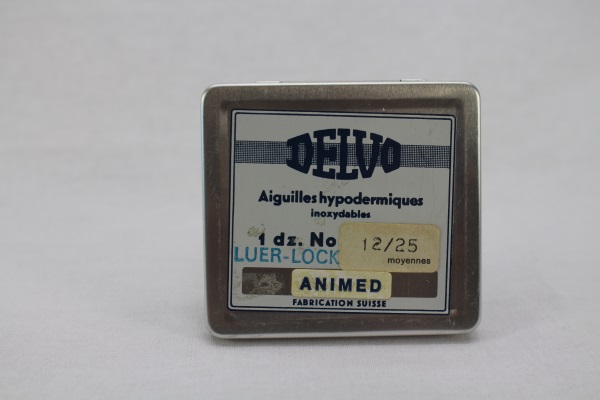 DELVO
Aiguilles hypodermiques
inoxydables
1 dz. No 12/25
LUER-LOCK moyennes
ANIMED
FABRICATION SUISSE